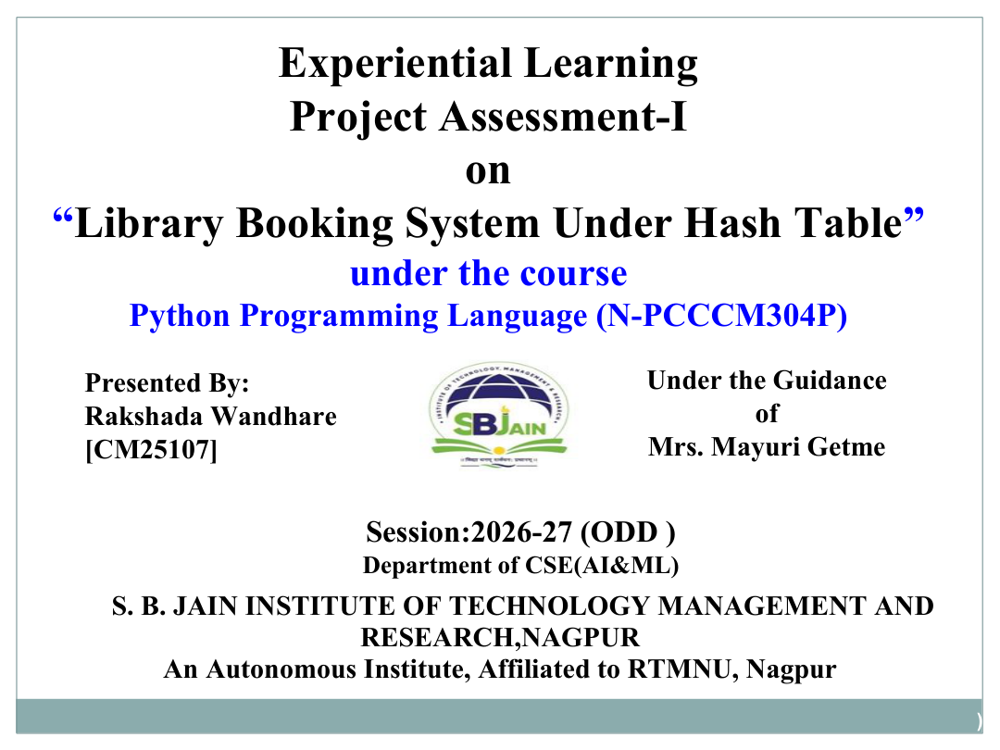 Experiential Learning
Project Assessment-I
on
“Library Booking System Under Hash Table”
under the course
Python Programming Language (N-PCCCM304P)
Presented By:
Rakshada Wandhare
[CM25107]
INSTITUTE OF TECHNOLOGY, MANAGEMENT & RESEARCH
SBJAIN
Under the Guidance
of
Mrs. Mayuri Getme
Session:2026-27 (ODD )
Department of CSE(AI&ML)
S. B. JAIN INSTITUTE OF TECHNOLOGY MANAGEMENT AND
RESEARCH,NAGPUR
An Autonomous Institute, Affiliated to RTMNU, Nagpur
)